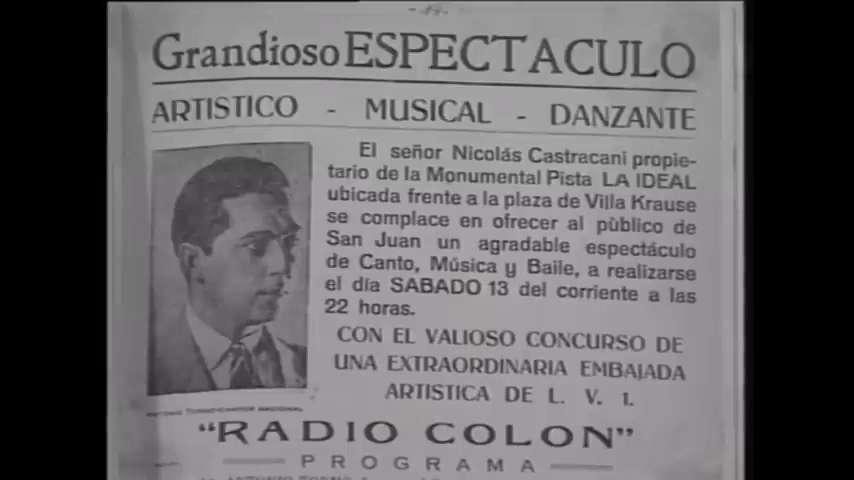 Grandioso ESPECTACULO
ARTISTICO - MUSICAL - DANZANTE
El señor Nicolás Castracani propie-
tario de la Monumental Pista LA IDEAL
ubicada frente a la plaza de Villa Krause
se complace en ofrecer al pùblico de
San Juan un agradable espectáculo
de Canto, Música y Baile, a realizarse
el día SABADO 13 del corriente a las
22 horas.
CON EL VALIOSO CONCURSO DE
UNA EXTRAORDINARIA EMBAJADA
ARTISTICA DE L. V. 1.
"RADIO COLON"
PROGRAMA